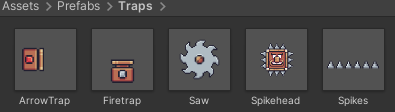 Assets > Prefabs > Traps >
ArrowTrap Firetrap Saw Spikehead Spikes